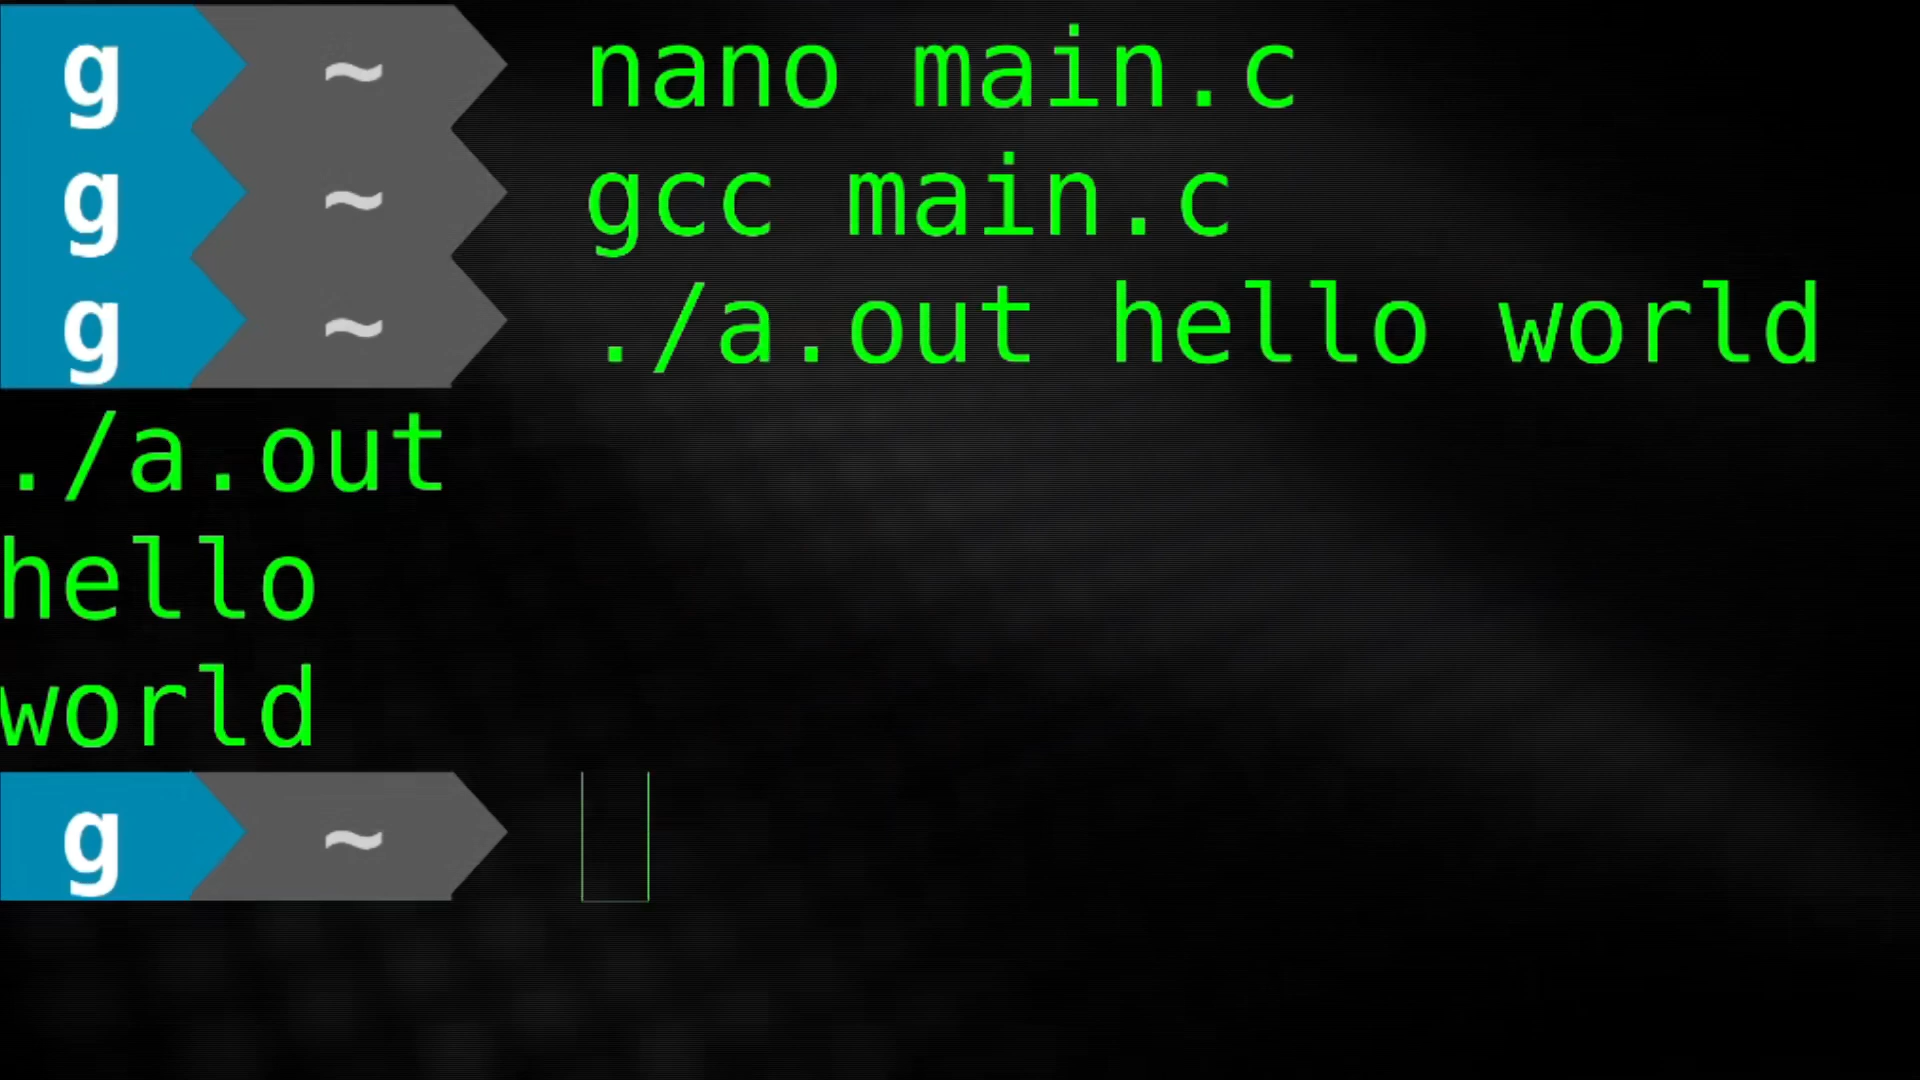 g ~ nano main.c
g ~ gcc main.c
g ~ ./a.out hello world
./a.out
hello
world
g ~